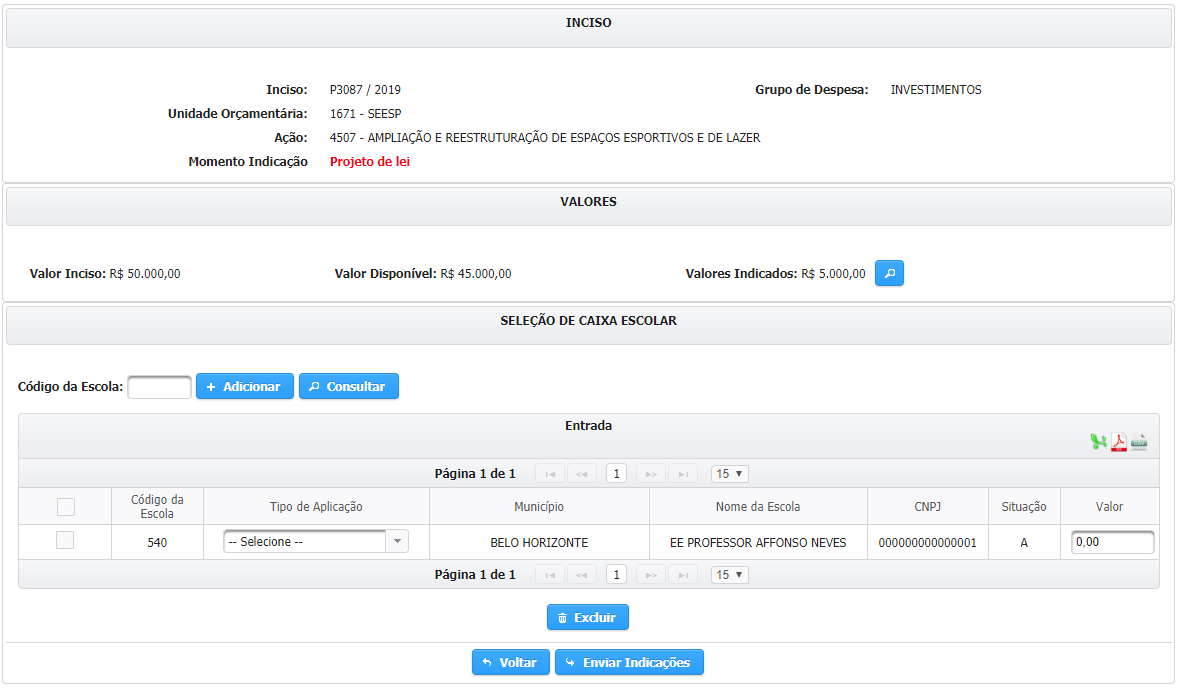 INCISO
Inciso: P3087 / 2019 Grupo de Despesa: INVESTIMENTOS
Unidade Orçamentária: 1671 - SEESP
Ação: 4507 - AMPLIAÇÃO E REESTRUTURAÇÃO DE ESPAÇOS ESPORTIVOS E DE LAZER
Momento Indicação Projeto de lei
VALORES
Valor Inciso: R$ 50.000,00 Valor Disponível: R$ 45.000,00 Valores Indicados: R$ 5.000,00
SELEÇÃO DE CAIXA ESCOLAR
Código da Escola: Adicionar Consultar
Entrada
Página 1 de 1 1 15
Código da Escola Tipo de Aplicação Município Nome da Escola CNPJ Situação Valor
540 -- Selecione -- BELO HORIZONTE EE PROFESSOR AFFONSO NEVES 000000000000001 A 0,00
Página 1 de 1 1 15
Excluir
Voltar Enviar Indicações